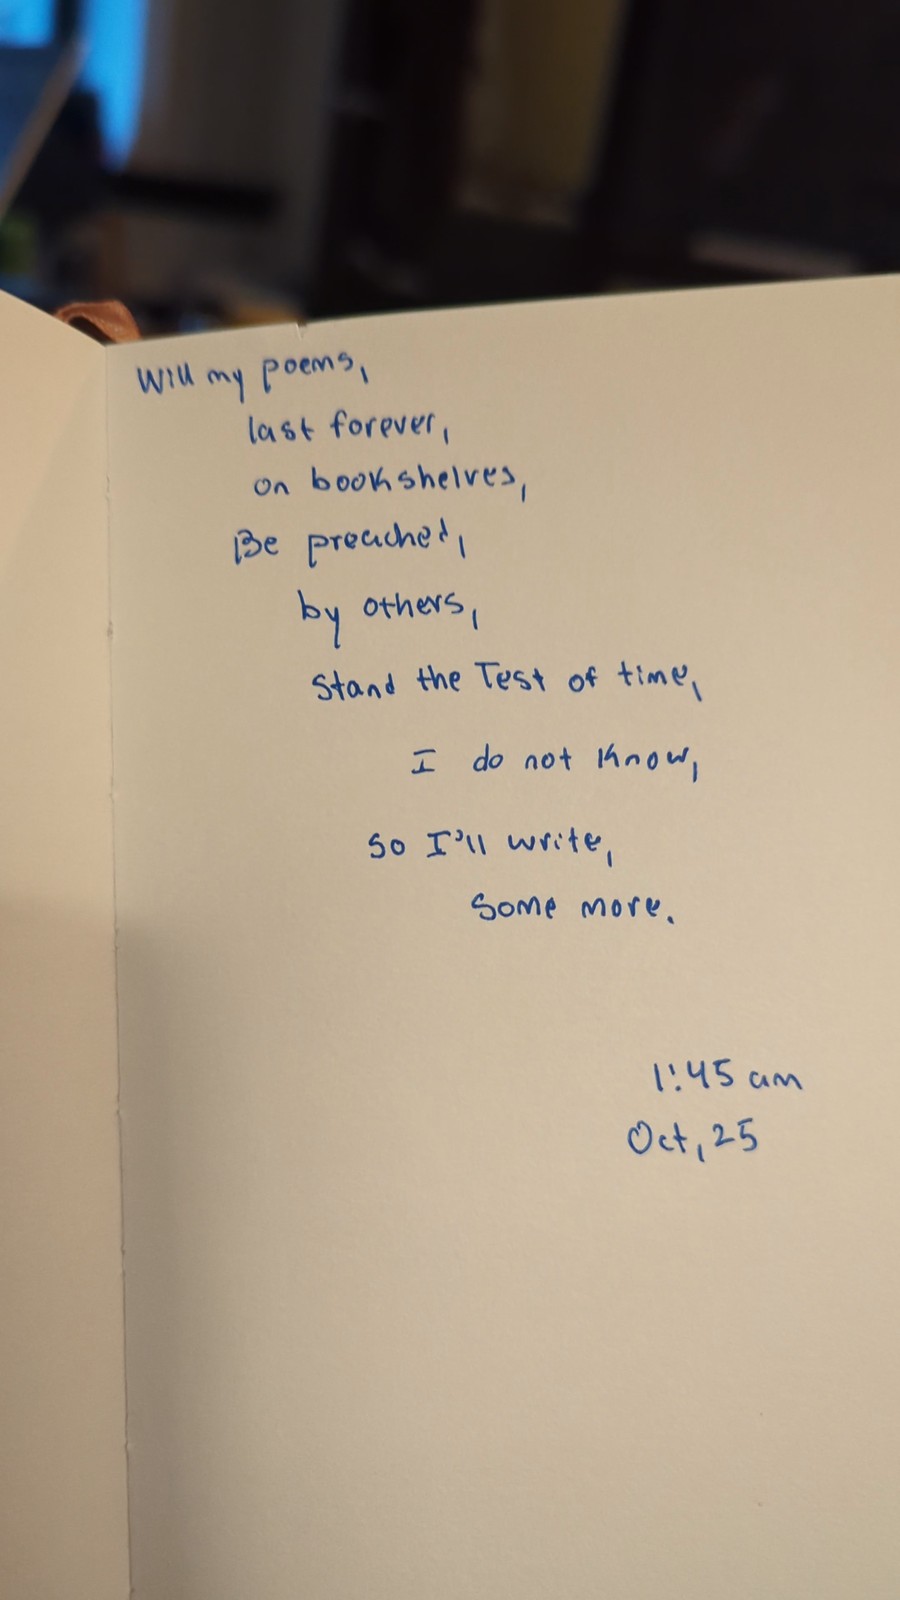 Will my poems,
last forever,
on bookshelves,
Be preached,
by others,
Stand the Test of time,
I do not know,
So I'll write,
Some more.
1:45 am
Oct, 25